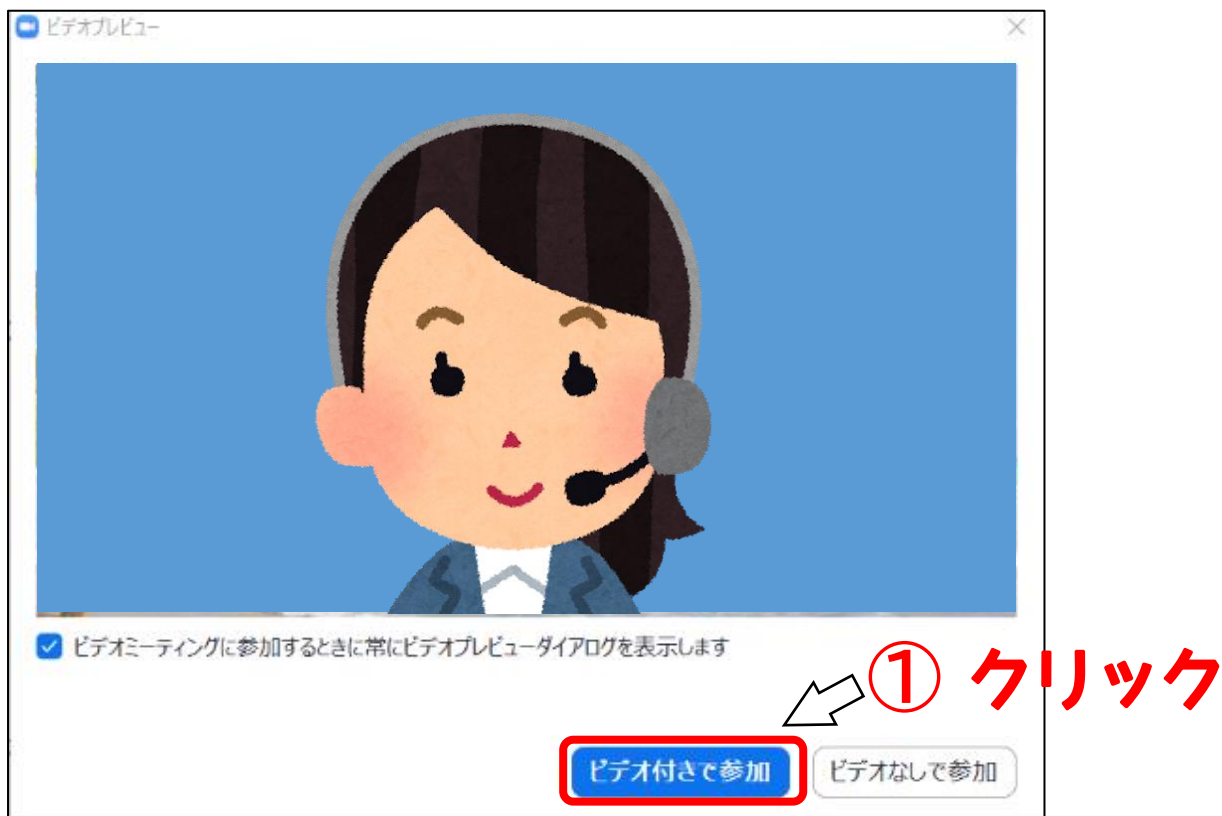 ビデオプレビュー
ビデオミーティングに参加するときに常にビデオプレビューダイアログを表示します
① クリック
ビデオ付きで参加
ビデオなしで参加